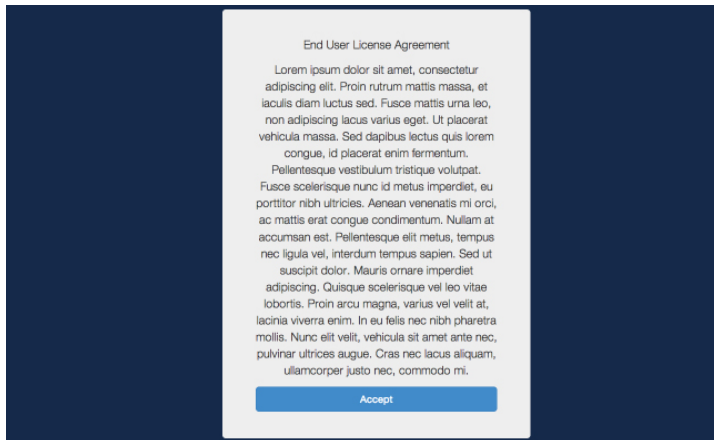 End User License Agreement
Lorem ipsum dolor sit amet, consectetur
adipiscing elit. Proin rutrum mattis massa, et
iaculis diam luctus sed. Fusce mattis urna leo,
non adipiscing lacus varius eget. Ut placerat
vehicula massa. Sed dapibus lectus quis lorem
congue, id placerat enim fermentum.
Pellentesque vestibulum tristique volutpat.
Fusce scelerisque nunc id metus imperdiet, eu
porttitor nibh ultricies. Aenean venenatis mi orci,
ac mattis erat congue condimentum. Nullam at
accumsan est. Pellentesque elit metus, tempus
nec ligula vel, interdum tempus sapien. Sed ut
suscipit dolor. Mauris ornare imperdiet
adipiscing. Quisque scelerisque vel leo vitae
lobortis. Proin arcu magna, varius vel velit at,
lacinia viverra enim. In eu felis nec nibh pharetra
mollis. Nunc elit velit, vehicula sit amet ante nec,
pulvinar ultrices augue. Cras nec lacus aliquam,
ullamcorper justo nec, commodo mi.
Accept